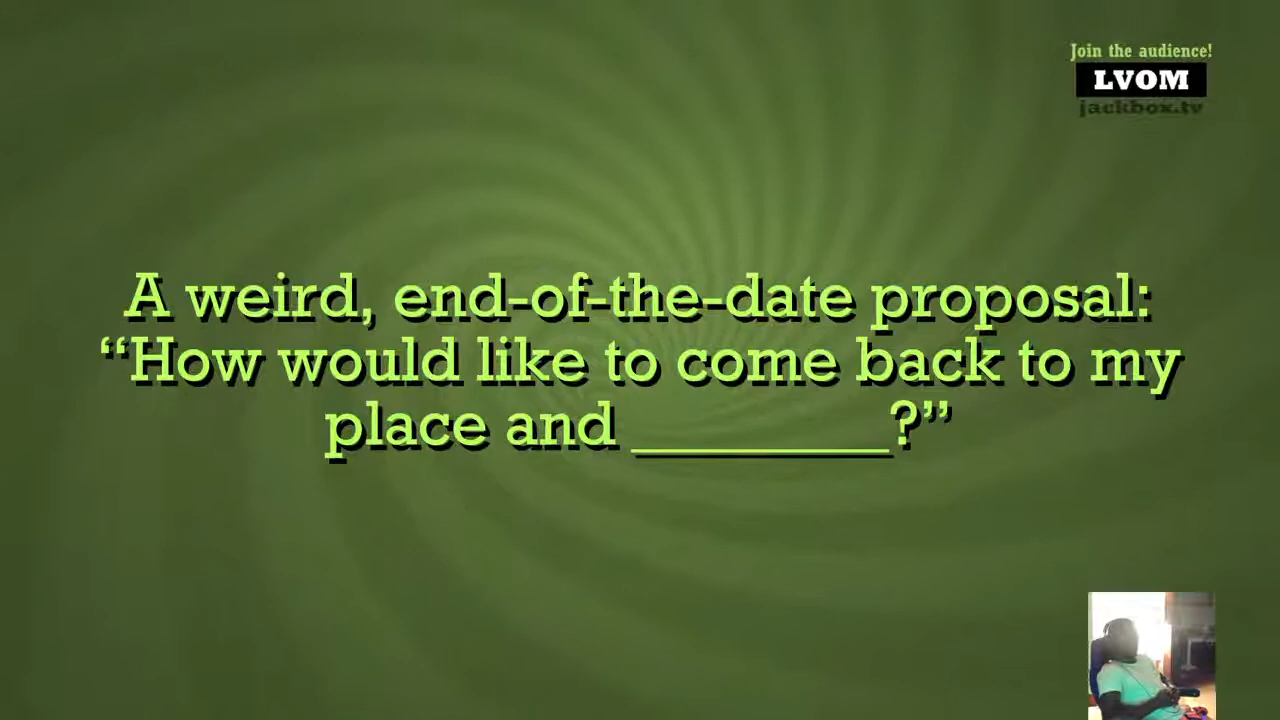 Join the audience!
LVOM
jackbox.tv
A weird, end-of-the-date proposal:
“How would like to come back to my
place and ________?”